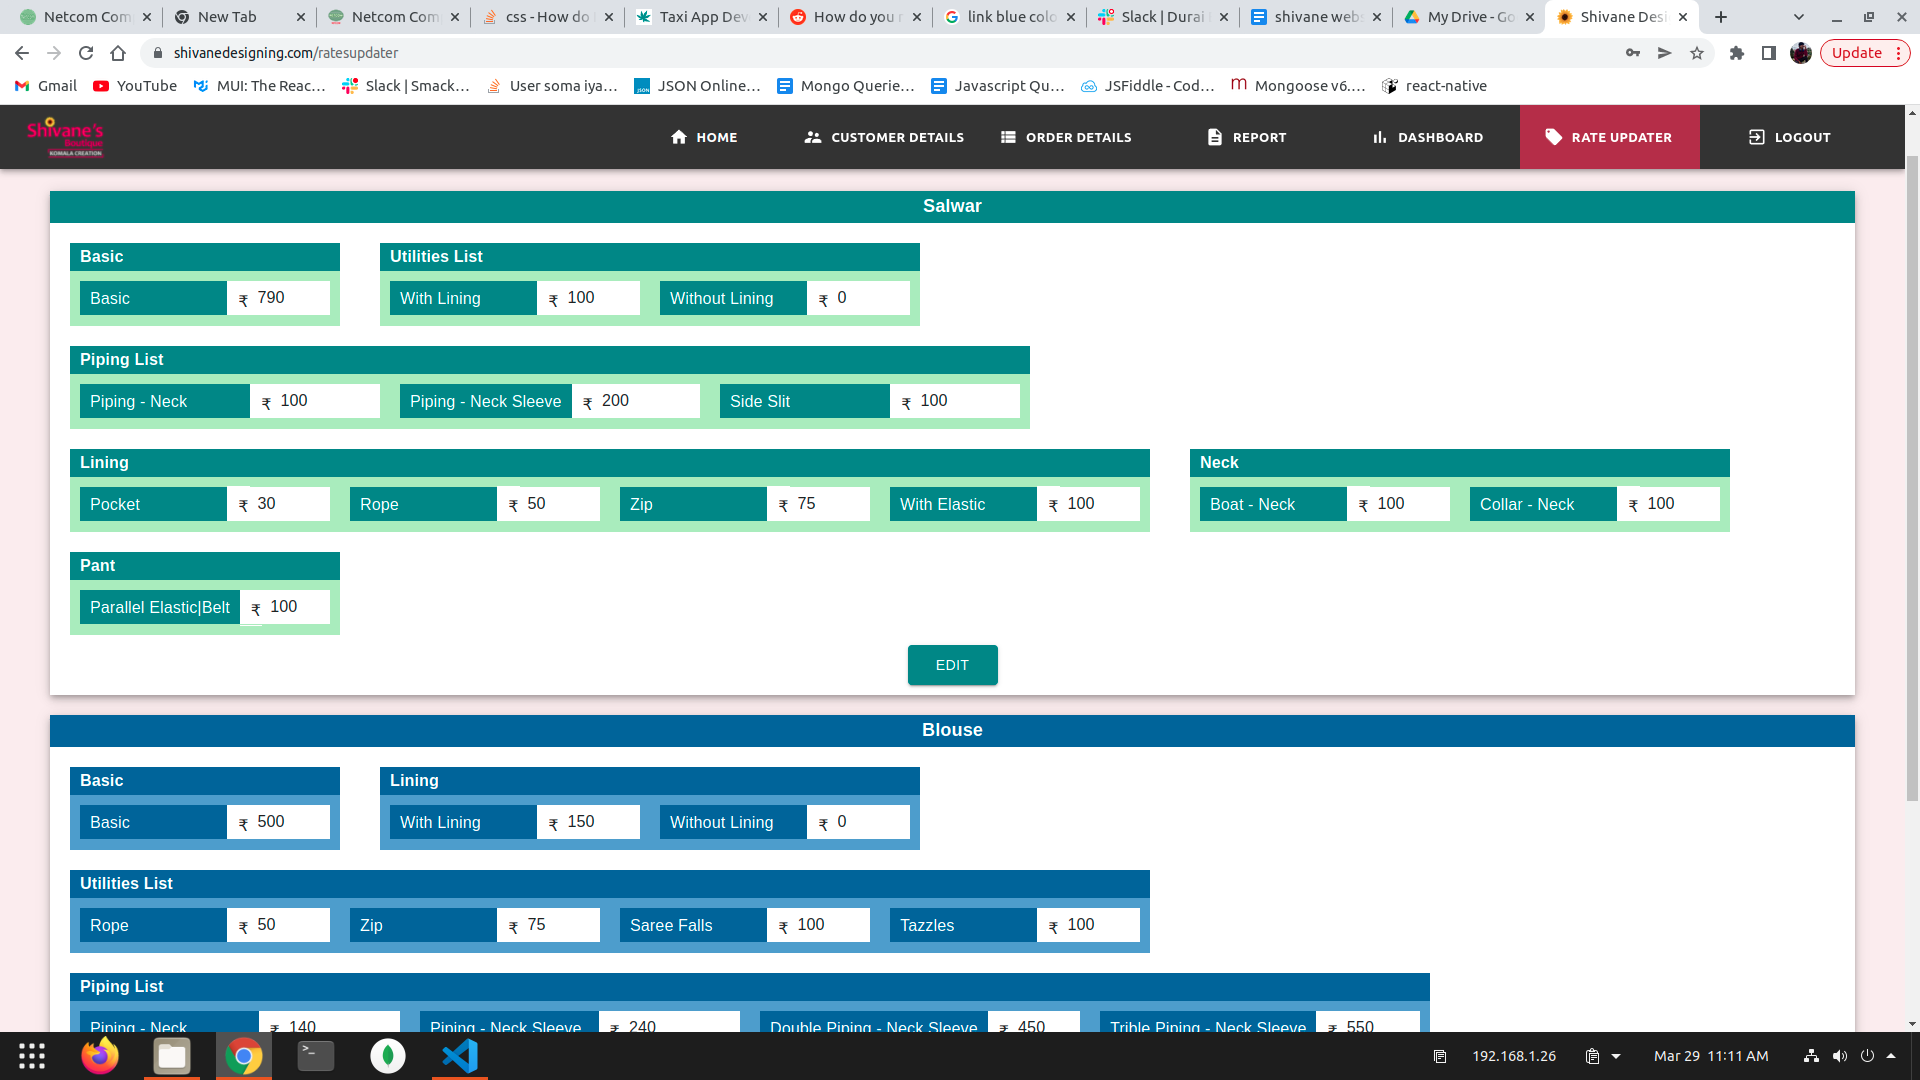 Netcom Com
New Tab
Netcom Com
css - How do
Taxi App Dev
How do you r
link blue colo
Slack | Durai
shivane web
My Drive - Go
Shivane Desi
shivanedesigning.com/ratesupdater
Update
Gmail
YouTube
MUI: The Reac...
Slack | Smack...
User soma iya...
JSON Online...
Mongo Querie...
Javascript Qu...
JSFiddle - Cod...
Mongoose v6....
react-native
Shivane's
Boutique
KOWALA CREATION
HOME
CUSTOMER DETAILS
ORDER DETAILS
REPORT
DASHBOARD
RATE UPDATER
LOGOUT
Salwar
Basic
Utilities List
Basic ₹ 790
With Lining ₹ 100
Without Lining ₹ 0
Piping List
Piping - Neck ₹ 100
Piping - Neck Sleeve ₹ 200
Side Slit ₹ 100
Lining
Neck
Pocket ₹ 30
Rope ₹ 50
Zip ₹ 75
With Elastic ₹ 100
Boat - Neck ₹ 100
Collar - Neck ₹ 100
Pant
Parallel Elastic|Belt ₹ 100
EDIT
Blouse
Basic
Lining
Basic ₹ 500
With Lining ₹ 150
Without Lining ₹ 0
Utilities List
Rope ₹ 50
Zip ₹ 75
Saree Falls ₹ 100
Tazzles ₹ 100
Piping List
Piping - Neck ₹ 140
Piping - Neck Sleeve ₹ 240
Double Piping - Neck Sleeve ₹ 450
Trible Piping - Neck Sleeve ₹ 550
192.168.1.26
Mar 29 11:11 AM